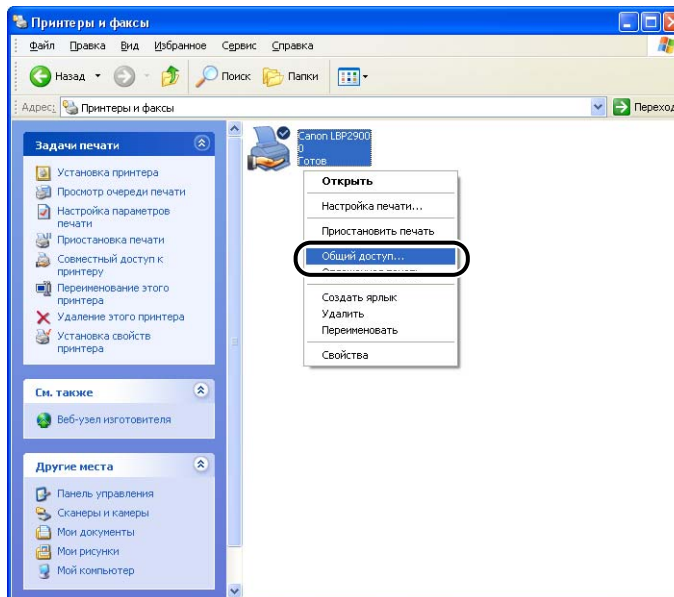 Принтеры и факсы
Файл Правка Вид Избранное Сервис Справка
Назад Поиск Папки
Адрес: Принтеры и факсы Переход
Задачи печати
Установка принтера
Просмотр очереди печати
Настройка параметров
печати
Приостановка печати
Совместный доступ к
принтеру
Переименование этого
принтера
Удаление этого принтера
Установка свойств
принтера
См. также
Веб-узел изготовителя
Другие места
Панель управления
Сканеры и камеры
Мои документы
Мои рисунки
Мой компьютер
Canon LBP2900
0
Готов
Открыть
Настройка печати...
Приостановить печать
Общий доступ...
Создать ярлык
Удалить
Переименовать
Свойства